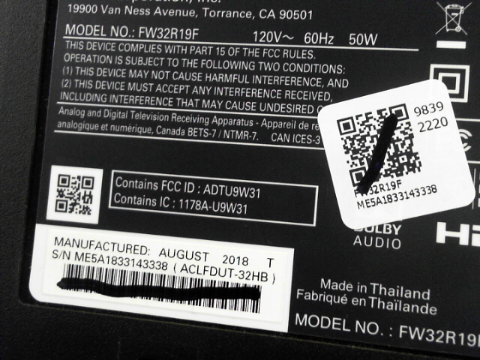 19900 Van Ness Avenue, Torrance, CA 90501
MODEL NO.: FW32R19F 120V~ 60Hz 50W
THIS DEVICE COMPLIES WITH PART 15 OF THE FCC RULES.
OPERATION IS SUBJECT TO THE FOLLOWING TWO CONDITIONS:
(1) THIS DEVICE MAY NOT CAUSE HARMFUL INTERFERENCE, AND
(2) THIS DEVICE MUST ACCEPT ANY INTERFERENCE RECEIVED,
INCLUDING INTERFERENCE THAT MAY CAUSE UNDESIRED
Analog and Digital Television Receiving Apparatus - Appareil de
analogique et numérique, Canada BETS-7 / NTMR-7. CAN ICES-3
9839
2220
FW32R19F
ME5A1833143338
Contains FCC ID : ADTU9W31
Contains IC : 1178A-U9W31
AUDIO
MANUFACTURED: AUGUST 2018 T
S/N ME5A1833143338 ( ACLFDUT-32HB )
Made in Thailand
Fabriqué en Thaïlande
MODEL NO. : FW32R19